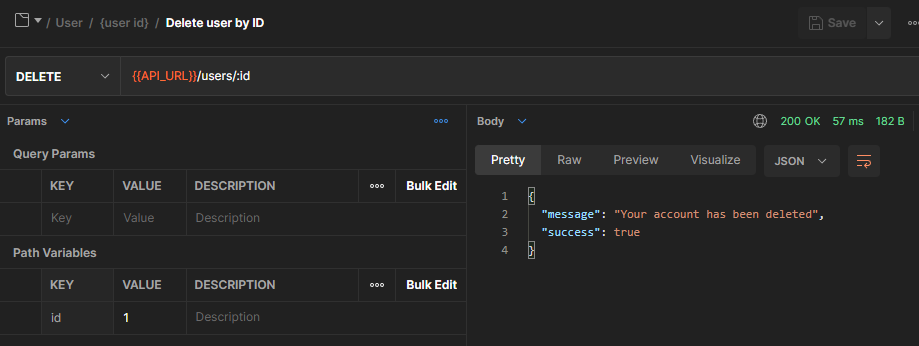 / User / {user id} / Delete user by ID
Save
DELETE
{{API_URL}}/users/:id
Params
Query Params
KEY VALUE DESCRIPTION Bulk Edit
Key Value Description
Path Variables
KEY VALUE DESCRIPTION Bulk Edit
id 1 Description
Body
200 OK 57 ms 182 B
Pretty Raw Preview Visualize JSON
1 {
2 "message": "Your account has been deleted",
3 "success": true
4 }